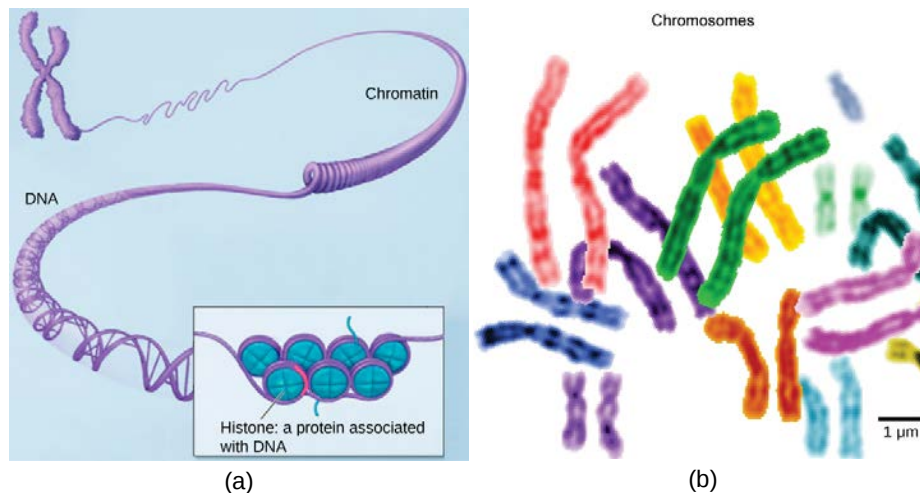 Chromosomes
Chromatin
DNA
Histone: a protein associated
with DNA
1 μm
(a)
(b)